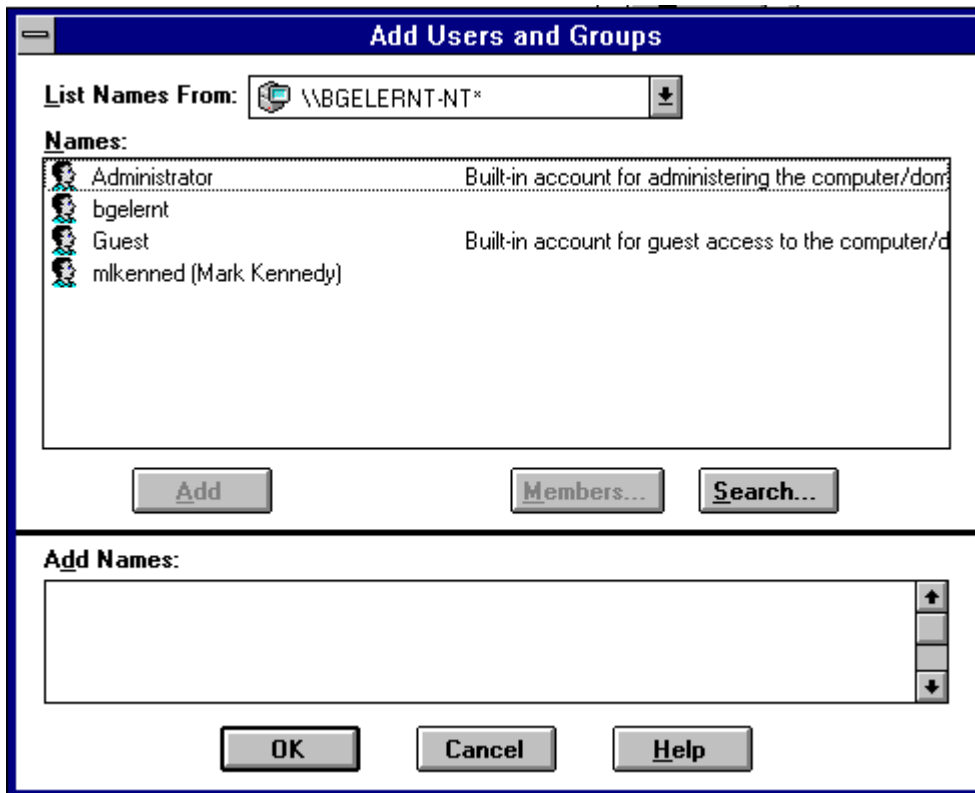 Add Users and Groups
List Names From: \\BGELERNT-NT*
Names:
Administrator Built-in account for administering the computer/dom
bgelernt
Guest Built-in account for guest access to the computer/d
mlkenned (Mark Kennedy)
Add Members... Search...
Add Names:
OK Cancel Help